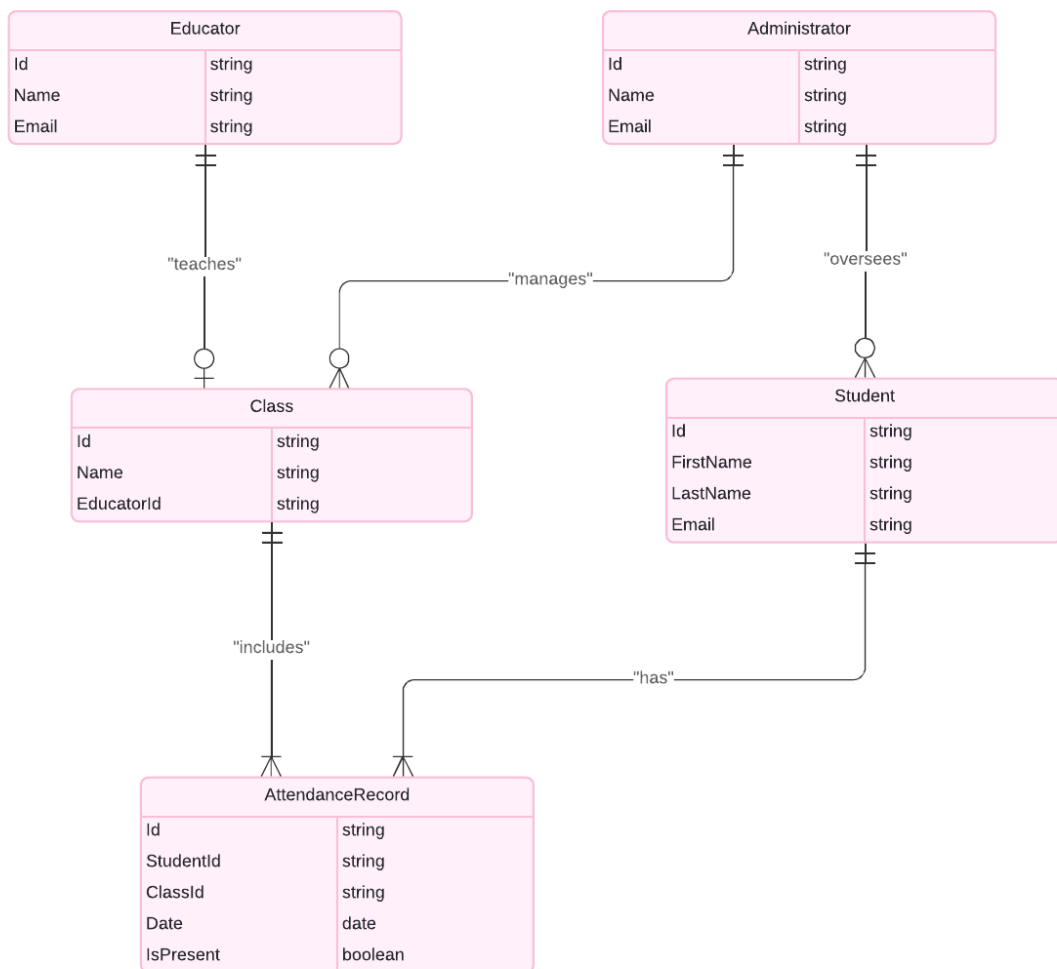 Educator
Id string
Name string
Email string
Administrator
Id string
Name string
Email string
"teaches"
"manages"
"oversees"
Class
Id string
Name string
EducatorId string
Student
Id string
FirstName string
LastName string
Email string
"includes"
"has"
AttendanceRecord
Id string
StudentId string
ClassId string
Date date
IsPresent boolean